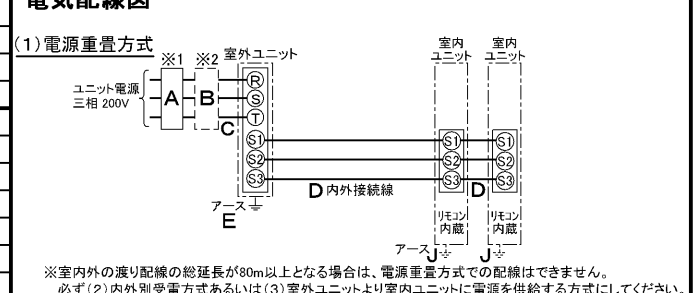 電気配線図
(1)電源重畳方式
※1 ※2 室外ユニット
室内ユニット 室内ユニット
ユニット電源
三相 200V
A B C
R
S
T
S1 S1 S1
S2 S2 S2
S3 S3 S3
D 内外接続線 D
アース
E
リモコン内蔵 リモコン内蔵
アース J J
※室内外の渡り配線の総延長が80m以上となる場合は、電源重畳方式での配線はできません。
必ず(2)内外別受電方式あるいは(3)室外ユニットより室内ユニットに電源を供給する方式にしてください。